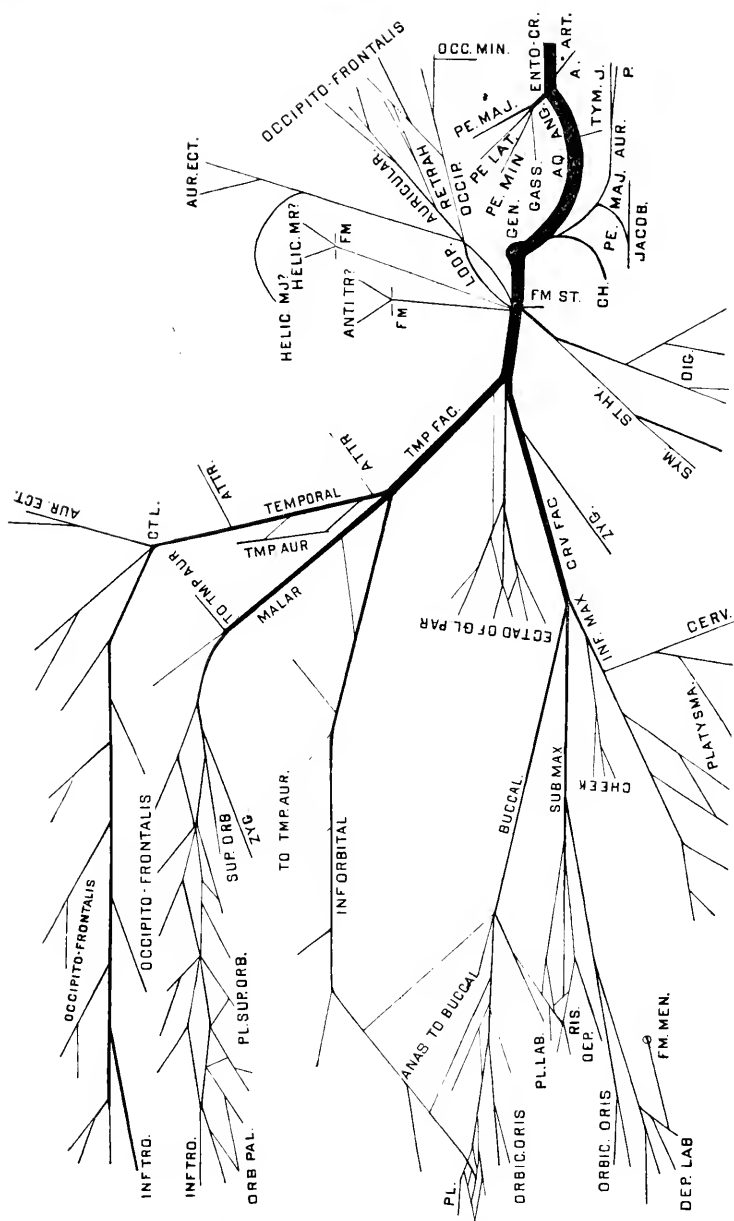 OCCIPITO-FRONTALIS
OCC. MIN.
ENTO-CR.
ART.
A.
PE. MAJ.
PE LAT.
PE. MIN
GASS.
ANG
AQ
TYM. J.
P.
GEN.
AUR.ECT.
AURICULAR
RETRAH
OCCIP.
LOOP.
MAJ. AUR.
PE.
JACOB.
CH.
HELIC. MR?
FM
HELIC. MJ?
ANTI TR?
FM
FM ST.
DIG.
ST HY.
SYM.
TMP FAC.
ATTR
ATTR.
TEMPORAL
CT L.
AUR. ECT.
TMP AUR
TO TMP AUR
MALAR
CRV FAC
ZYG.
ECTAD OF GL PAR
INF. MAX
CERV.
PLATYSMA.
CHEEK
SUB MAX
BUCCAL.
INF ORBITAL
TO TMP. AUR.
ZYG
SUP. ORB
OCCIPITO-FRONTALIS
OCCIPITO-FRONTALIS
PL. SUP. ORB.
ANAS TO BUCCAL
PL. LAB.
RIS.
DEP.
FM. MEN.
ORBIC. ORIS
ORBIC. ORIS
DEP. LAB
PL.
ORB PAL.
INF TRO.
INF TRO.